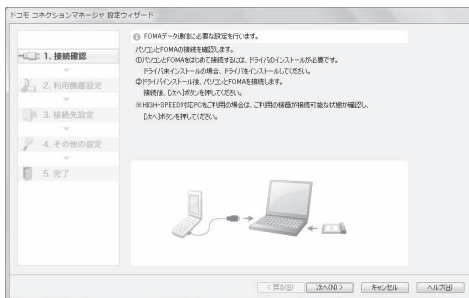 ドコモ コネクションマネージャ 設定ウィザード
1. 接続確認
2. 利用機器設定
3. 接続先設定
4. その他の設定
5. 完了
FOMAデータ通信に必要な設定を行います。
パソコンとFOMAの接続を確認します。
①パソコンとFOMAをはじめて接続するには、ドライバのインストールが必要です。
ドライバ未インストールの場合、ドライバをインストールしてください。
②ドライバインストール後、パソコンとFOMAを接続します。
接続後、[次へ]ボタンを押してください。
※HIGH-SPEED対応PCをご利用の場合は、ご利用の機器が接続可能な状態か確認し、
[次へ]ボタンを押してください。
< 戻る(B)
次へ(N) >
キャンセル
ヘルプ(H)